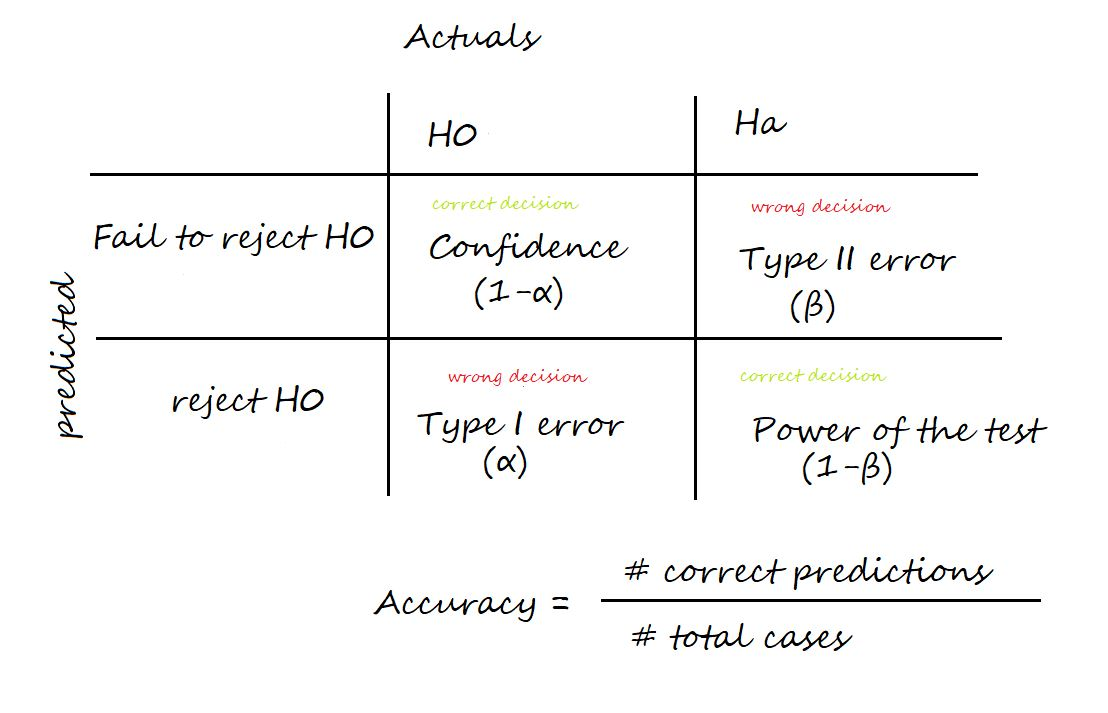 Actuals
HO
Ha
predicted
Fail to reject HO
correct decision
Confidence
(1-α)
wrong decision
Type II error
(β)
reject HO
wrong decision
Type I error
(α)
correct decision
Power of the test
(1-β)
Accuracy =
# correct predictions
# total cases